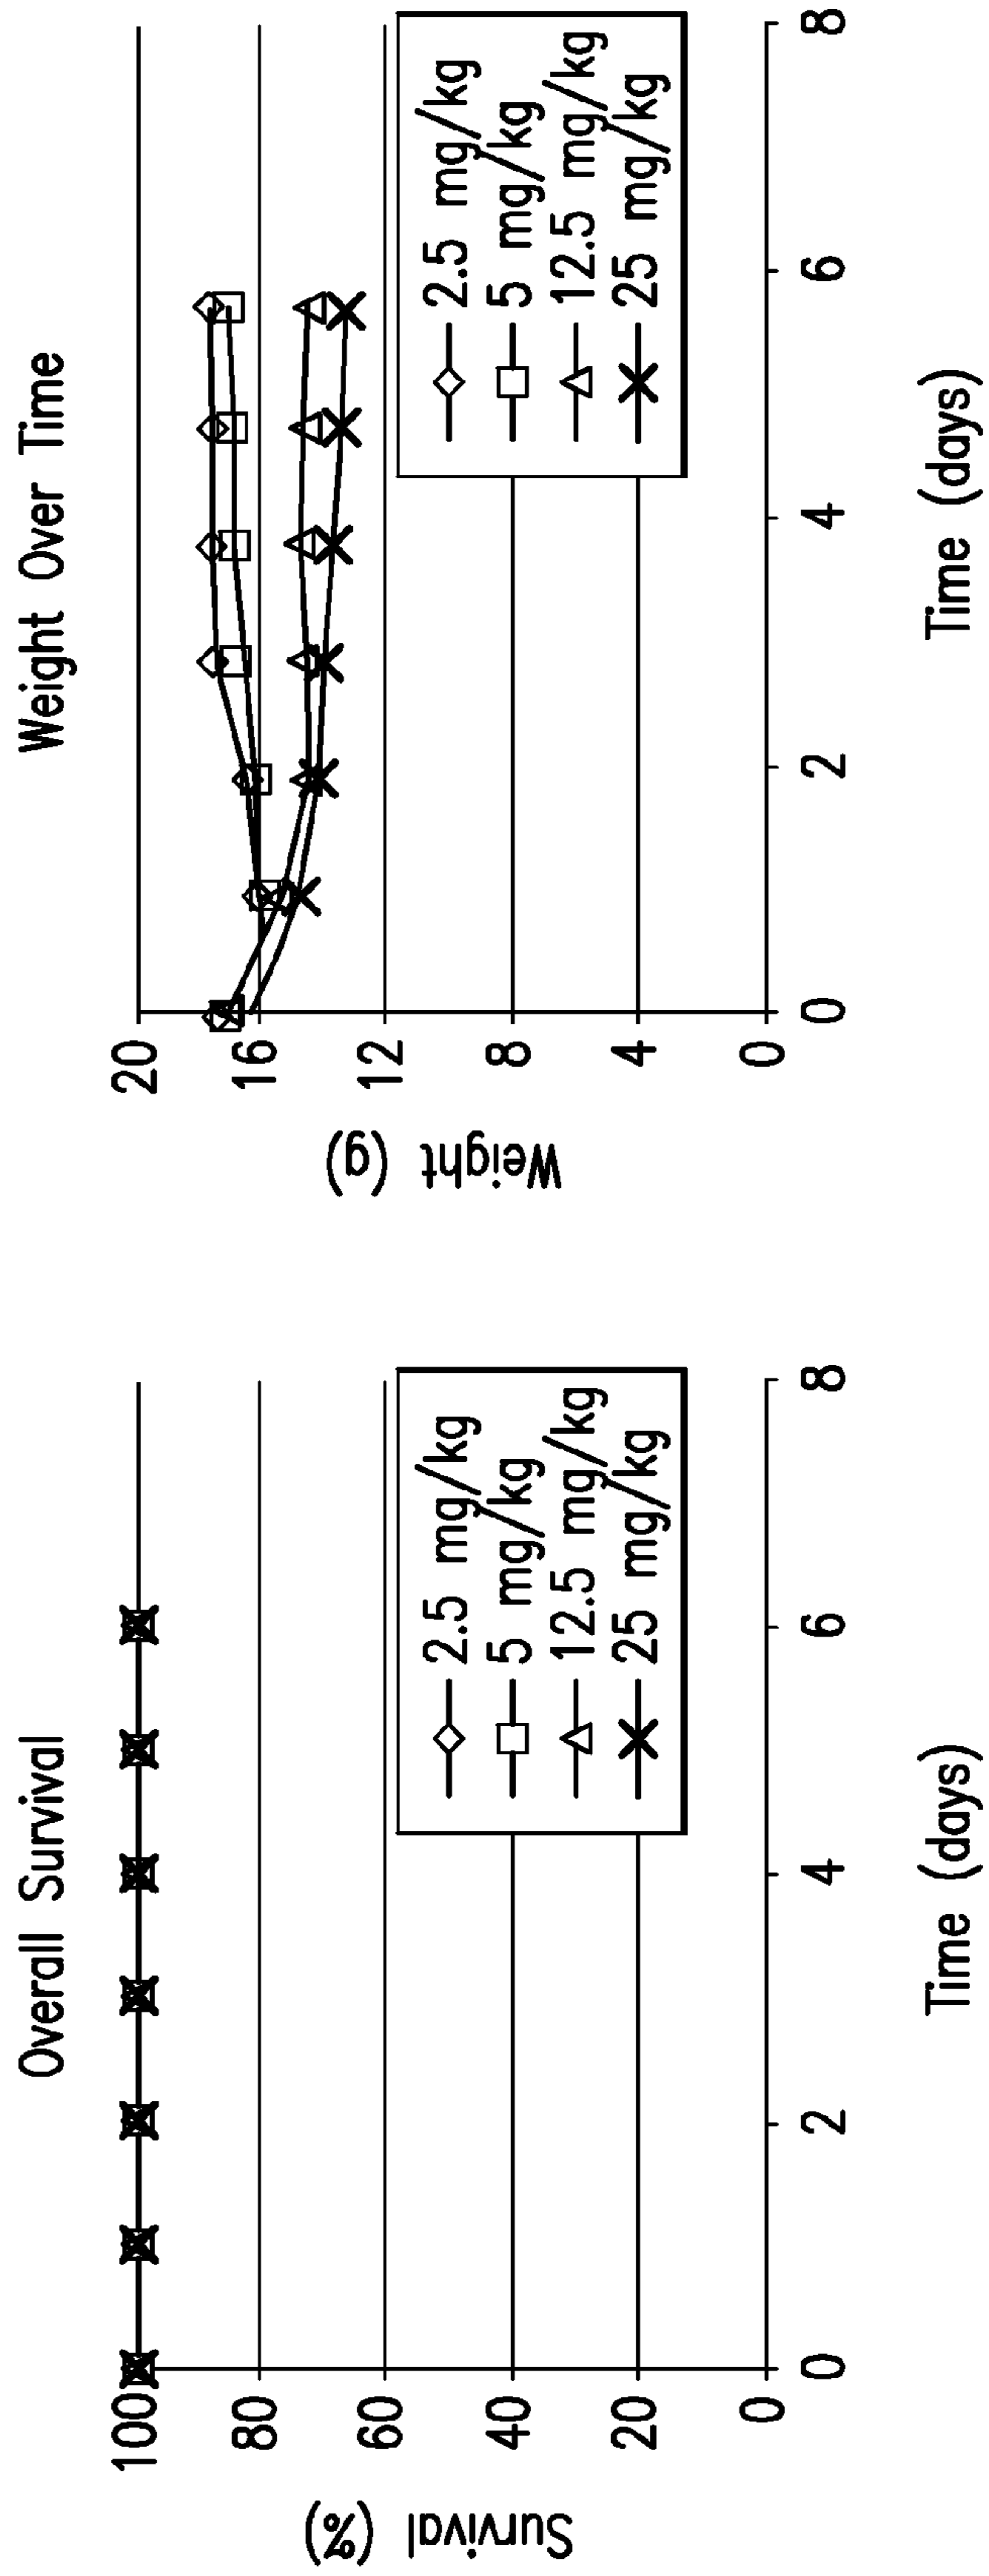 Overall Survival
Survival (%)
100
80
60
40
20
0
0 2 4 6 8
Time (days)
2.5 mg/kg
5 mg/kg
12.5 mg/kg
25 mg/kg
Weight Over Time
Weight (g)
20
16
12
8
4
0
0 2 4 6 8
Time (days)
2.5 mg/kg
5 mg/kg
12.5 mg/kg
25 mg/kg